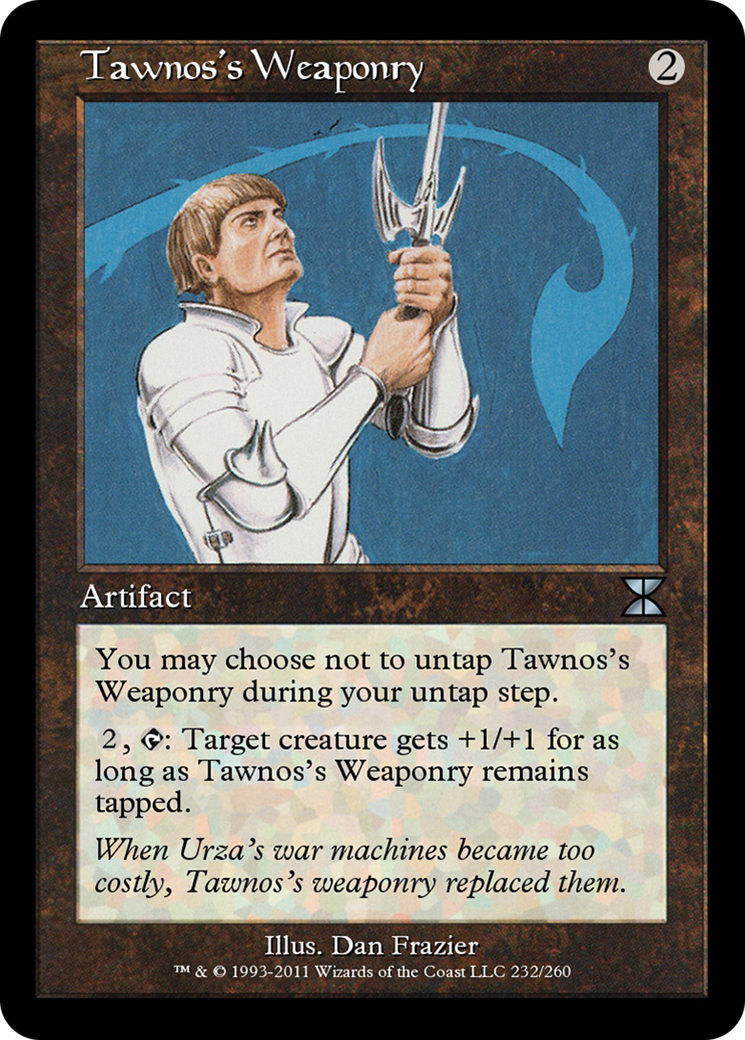 Tawnos's Weaponry 2
Artifact
You may choose not to untap Tawnos's
Weaponry during your untap step.
2, : Target creature gets +1/+1 for as
long as Tawnos's Weaponry remains
tapped.
When Urza's war machines became too
costly, Tawnos's weaponry replaced them.
Illus. Dan Frazier
™ & © 1993-2011 Wizards of the Coast LLC 232/260